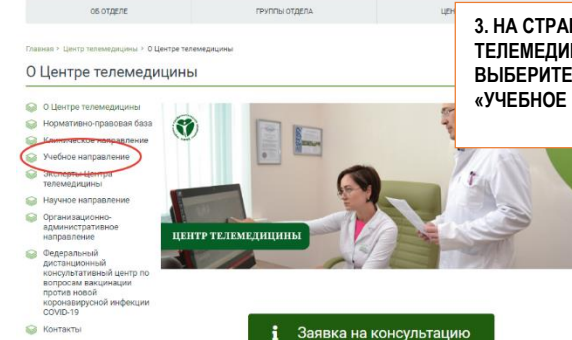 ОБ ОТДЕЛЕ
ГРУППЫ ОТДЕЛА
Главная > Центр телемедицины > О Центре телемедицины
О Центре телемедицины
О Центре телемедицины
Нормативно-правовая база
Клиническое направление
Учебное направление
Эксперты Центра
телемедицины
Научное направление
Организационно-
административное
направление
Федеральный
дистанционный
консультативный центр по
вопросам вакцинации
против новой
коронавирусной инфекции
COVID-19
Контакты
ЦЕНТР ТЕЛЕМЕДИЦИНЫ
i Заявка на консультацию
3. НА СТРА
ТЕЛЕМЕДИ
ВЫБЕРИТЕ
«УЧЕБНОЕ